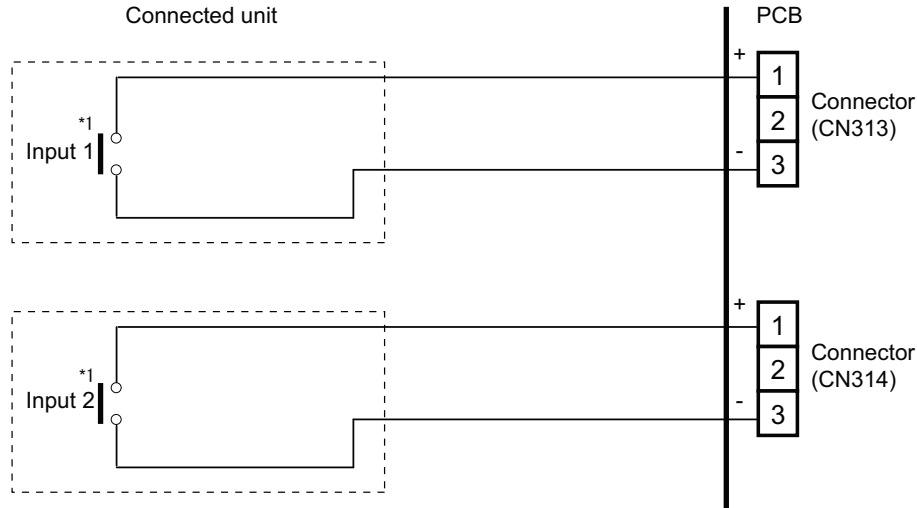 Connected unit
PCB
*1
Input 1
+
-
1
2
3
Connector
(CN313)
*1
Input 2
+
-
1
2
3
Connector
(CN314)